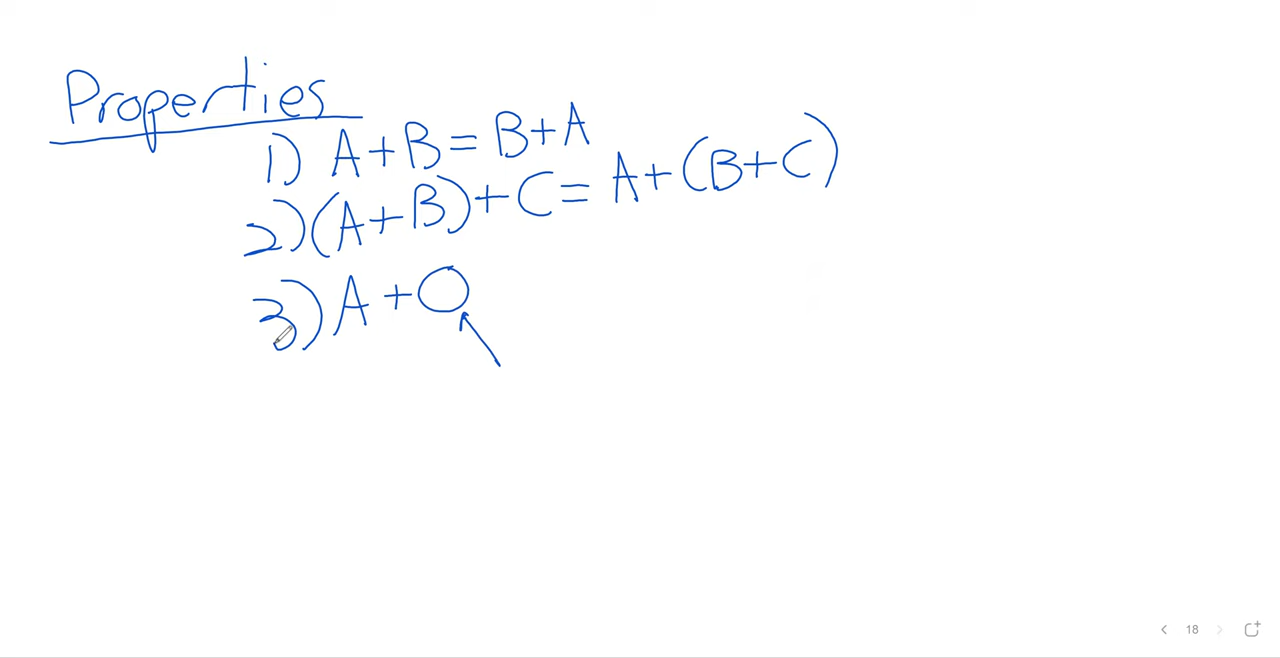 Properties
1) A+B=B+A
2) (A+B)+C=A+(B+C)
3) A+O
18